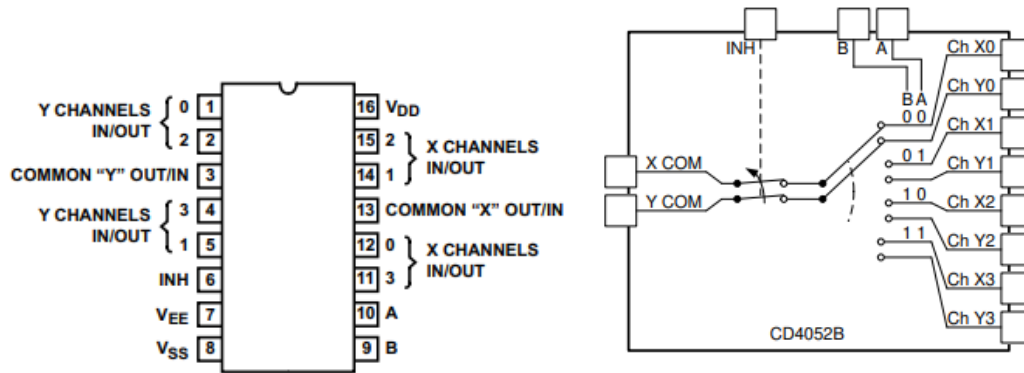 Y CHANNELS
IN/OUT
0 1
2 2
COMMON “Y” OUT/IN 3
Y CHANNELS
IN/OUT
3 4
1 5
INH 6
VEE 7
VSS 8
16 VDD
15 2
14 1
X CHANNELS
IN/OUT
13 COMMON “X” OUT/IN
12 0
11 3
X CHANNELS
IN/OUT
10 A
9 B
INH
B
A
B A
0 0
0 1
1 0
1 1
X COM
Y COM
Ch X0
Ch Y0
Ch X1
Ch Y1
Ch X2
Ch Y2
Ch X3
Ch Y3
CD4052B